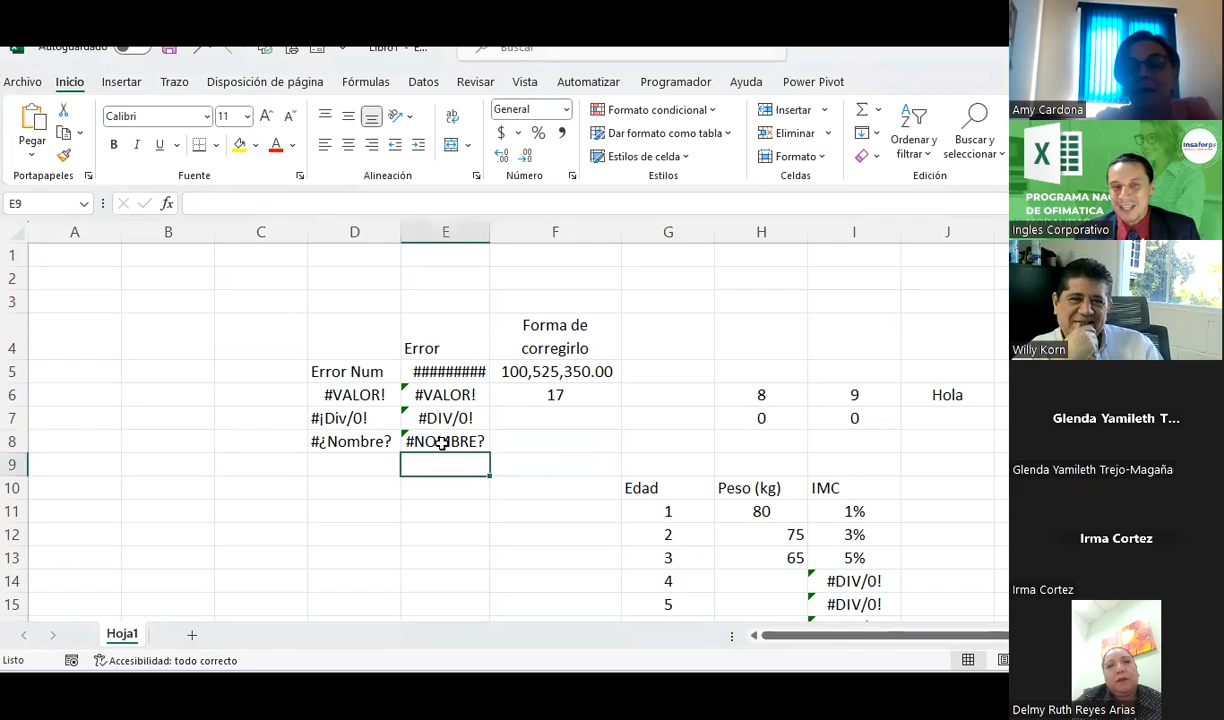 Autoguardado
Libro1 - E...
Buscar
Archivo Inicio Insertar Trazo Disposición de página Fórmulas Datos Revisar Vista Automatizar Programador Ayuda Power Pivot
Pegar
Calibri 11
General
$ %
Formato condicional
Dar formato como tabla
Estilos de celda
Insertar
Eliminar
Formato
Ordenar y filtrar
Buscar y seleccionar
Portapapeles Fuente Alineación Número Estilos Celdas Edición
E9
fx
A B C D E F G H I J
1
2
3
4 Error Forma de corregirlo
5 Error Num ######### 100,525,350.00
6 #VALOR! #VALOR! 17 8 9 Hola
7 #¡Div/0! #DIV/0! 0 0
8 #¿Nombre? #NOMBRE?
9
10 Edad Peso (kg) IMC
11 1 80 1%
12 2 75 3%
13 3 65 5%
14 4 #DIV/0!
15 5 #DIV/0!
Hoja1
Listo
Accesibilidad: todo correcto
Amy Cardona
insaforp
PROGRAMA NA
DE OFIMATICA
Ingles Corporativo
Willy Korn
Glenda Yamileth T...
Glenda Yamileth Trejo-Magaña
Irma Cortez
Irma Cortez
Delmy Ruth Reyes Arias